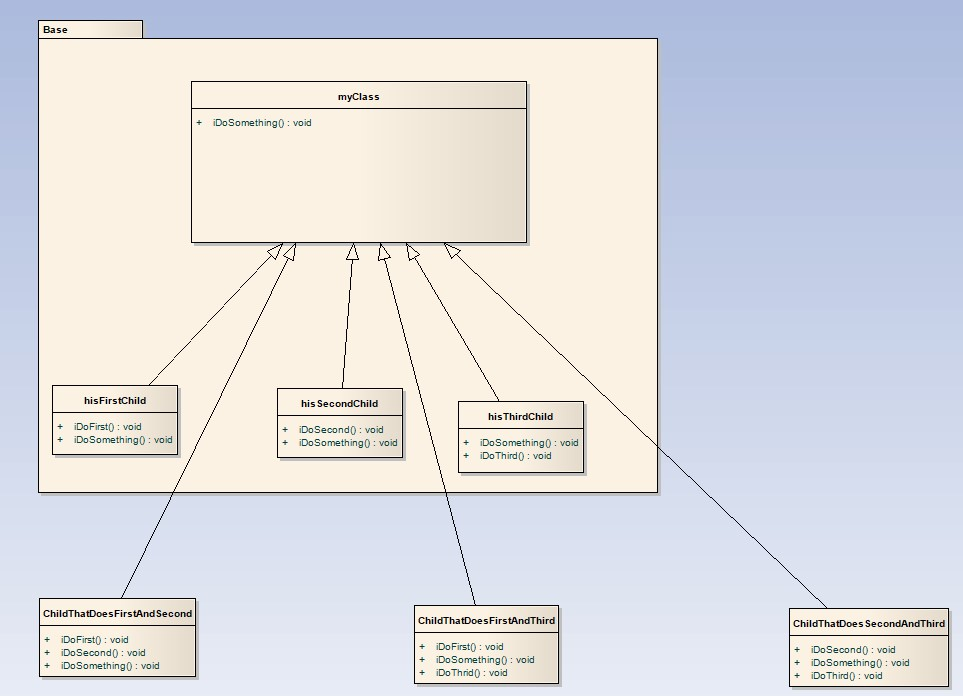 Base
myClass
+ iDoSomething() : void
hisFirstChild
+ iDoFirst() : void
+ iDoSomething() : void
hisSecondChild
+ iDoSecond() : void
+ iDoSomething() : void
hisThirdChild
+ iDoSomething() : void
+ iDoThird() : void
ChildThatDoesFirstAndSecond
+ iDoFirst() : void
+ iDoSecond() : void
+ iDoSomething() : void
ChildThatDoesFirstAndThird
+ iDoFirst() : void
+ iDoSomething() : void
+ iDoThrid() : void
ChildThatDoesSecondAndThird
+ iDoSecond() : void
+ iDoSomething() : void
+ iDoThird() : void